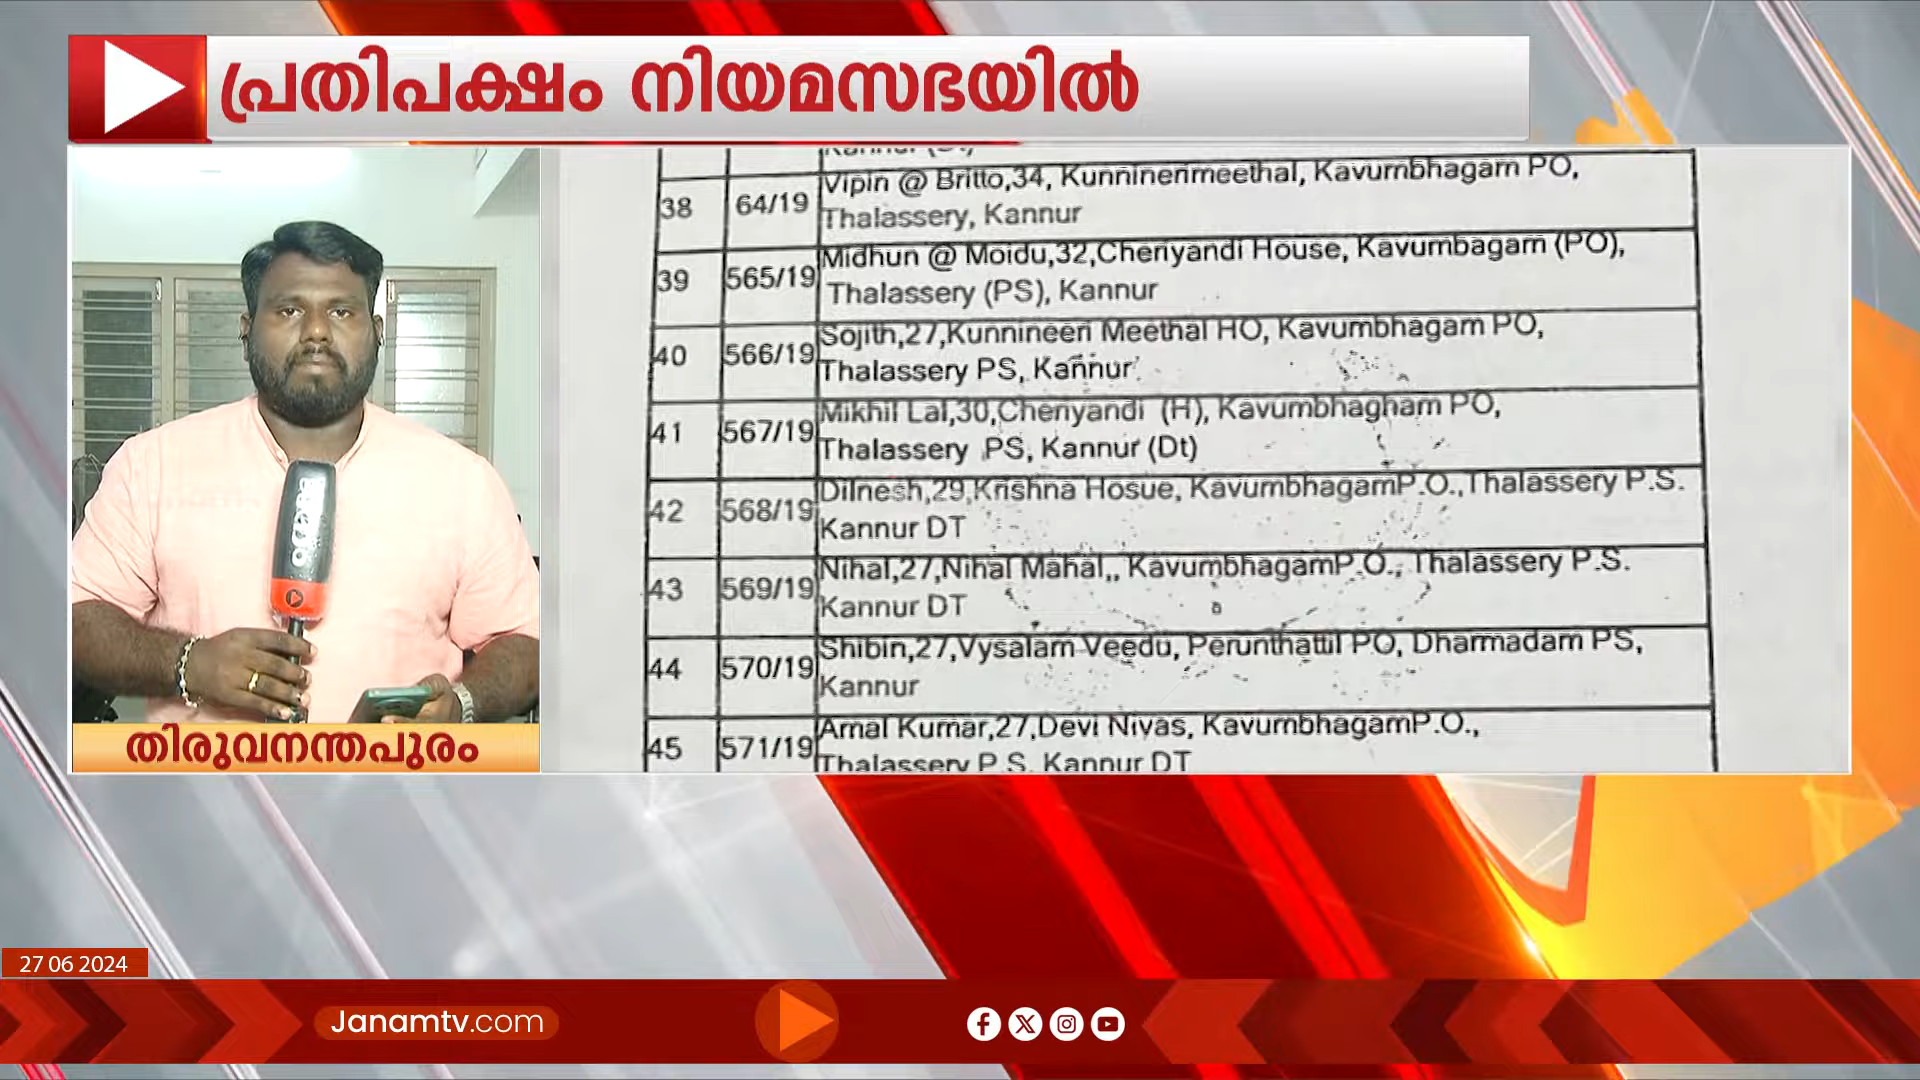 പ്രതിപക്ഷം നിയമസഭയിൽ
38 64/19 Vipin @ Britto,34, Kunninerimeethal, Kavumbhagam PO,
Thalassery, Kannur
39 565/19 Midhun @ Moidu,32,Cheriyandi House, Kavumbagam (PO),
Thalassery (PS), Kannur
40 566/19 Sojith,27,Kunnineeri Meethal HO, Kavumbhagam PO,
Thalassery PS, Kannur
41 567/19 Mikhil Lal,30,Cheriyandi (H), Kavumbhagham PO,
Thalassery PS, Kannur (Dt)
42 568/19 Dilnesh,29,Krishna Hosue, KavumbhagamP.O.,Thalassery P.S.
Kannur DT
43 569/19 Nihal,27,Nihal Mahal,, KavumbhagamP.O., Thalassery P.S.
Kannur DT
44 570/19 Shibin,27,Vysalam Veedu, Perunthattil PO, Dharmadam PS,
Kannur
45 571/19 Amal Kumar,27,Devi Nivas, KavumbhagamP.O.,
Thalassery P.S. Kannur DT
തിരുവനന്തപുരം
27 06 2024
Janamtv.com